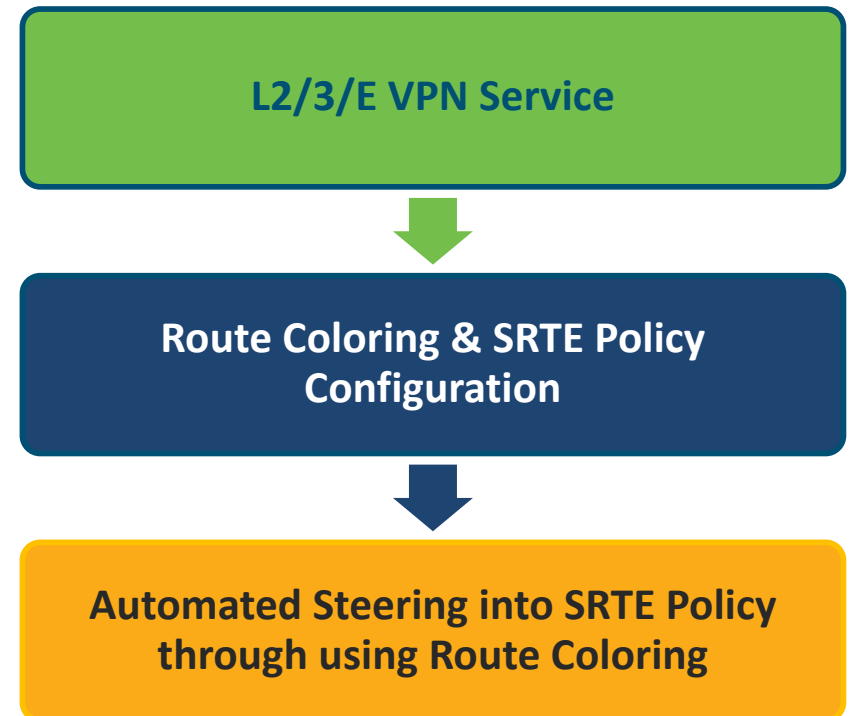 L2/3/E VPN Service
Route Coloring & SRTE Policy
Configuration
Automated Steering into SRTE Policy
through using Route Coloring